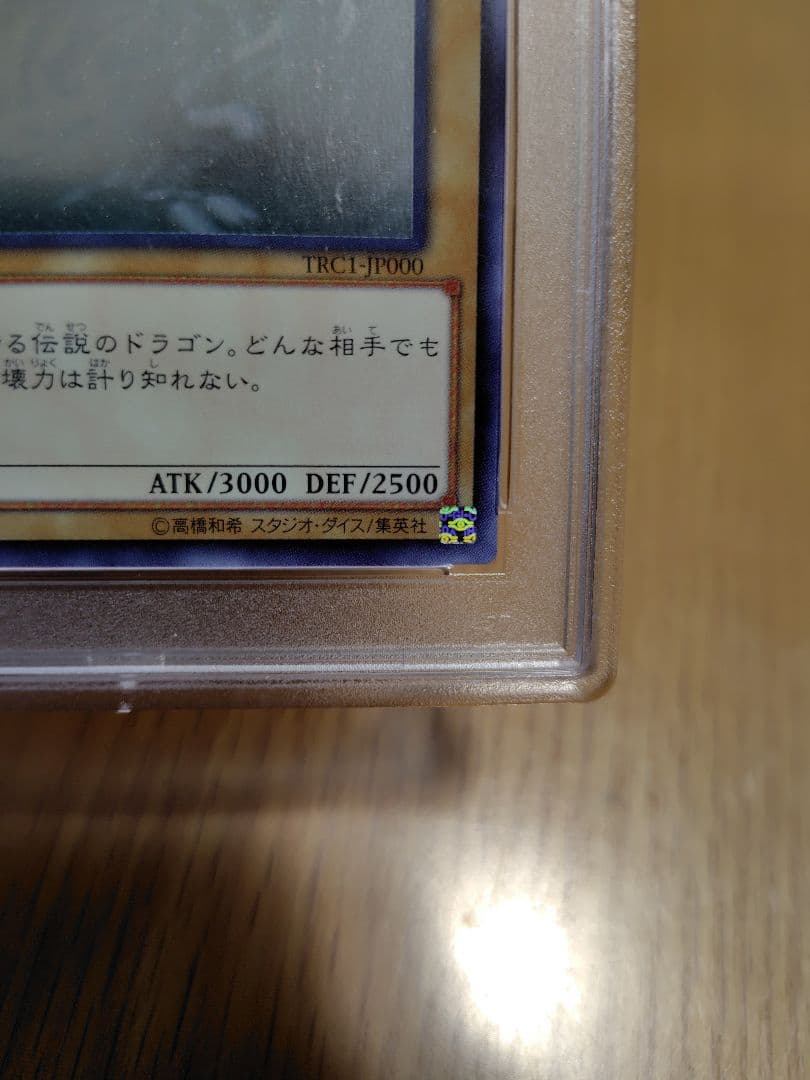 TRC1-JP000
る伝説のドラゴン。どんな相手でも
壊力は計り知れない。
ATK/3000 DEF/2500
©高橋和希 スタジオ・ダイス/集英社